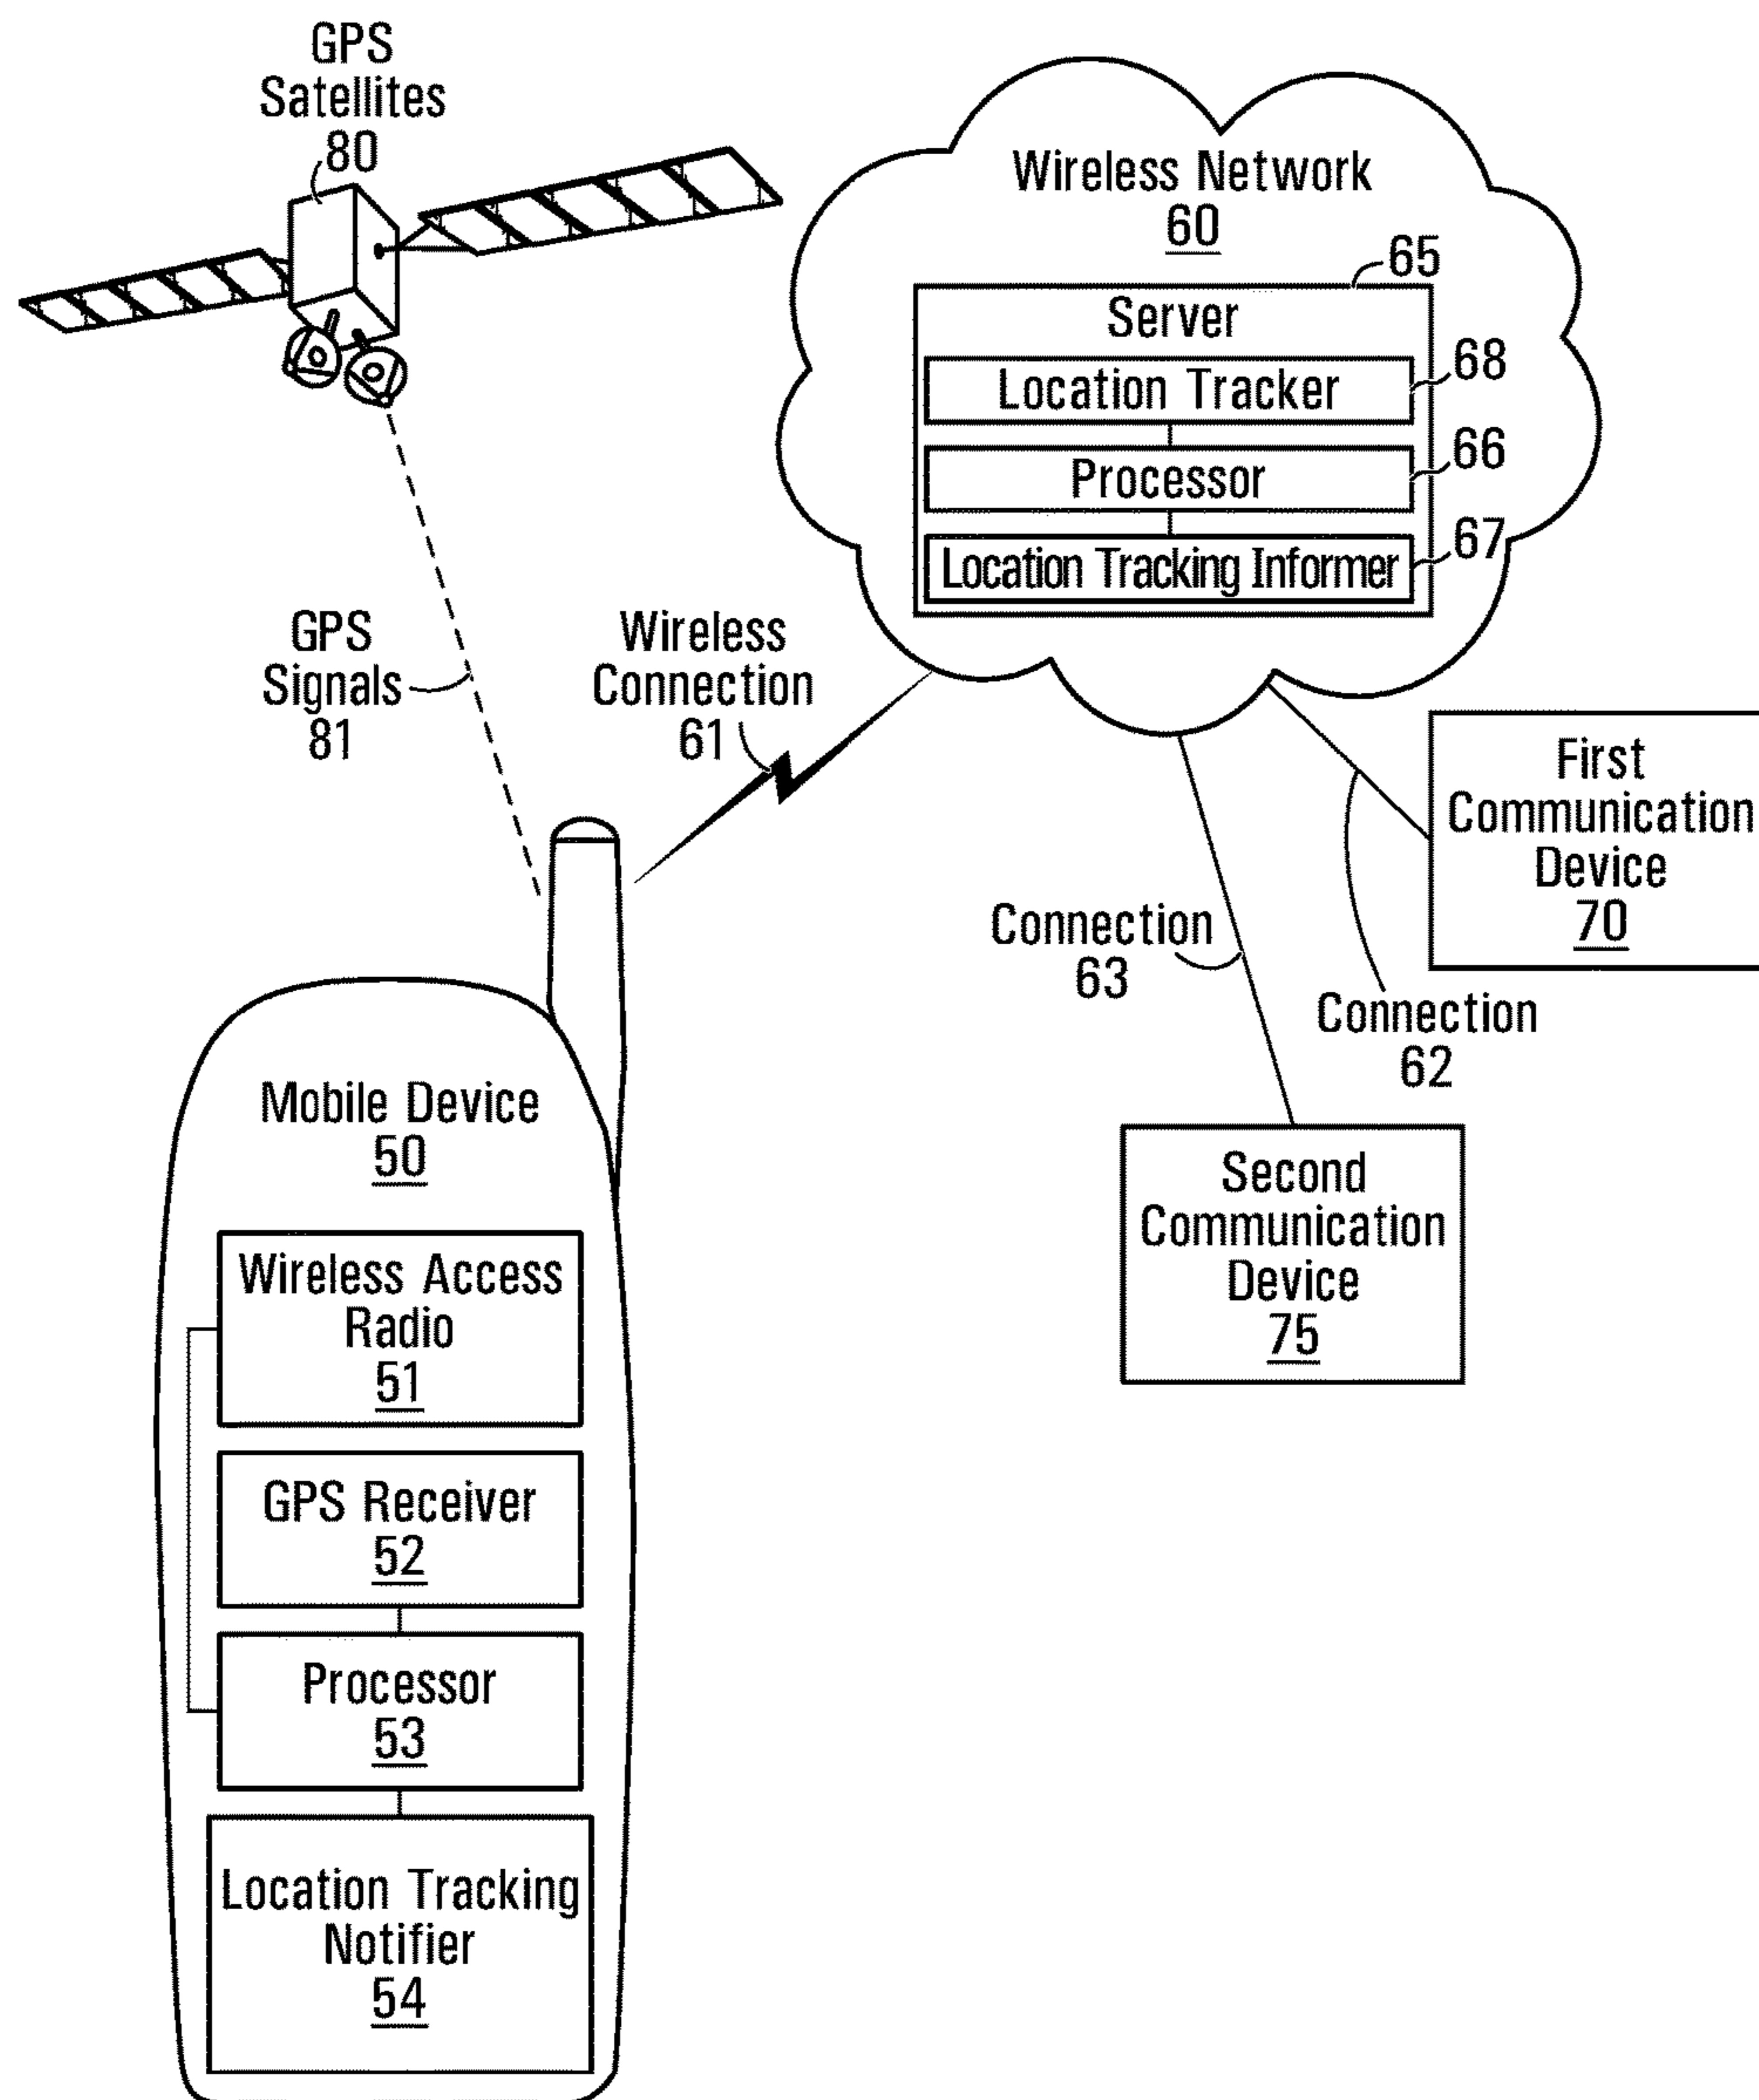 GPS
Satellites
80
Wireless Network
60
65
Server
Location Tracker
68
Processor
66
Location Tracking Informer
67
GPS
Signals
81
Wireless
Connection
61
First
Communication
Device
70
Connection
63
Connection
62
Second
Communication
Device
75
Mobile Device
50
Wireless Access
Radio
51
GPS Receiver
52
Processor
53
Location Tracking
Notifier
54